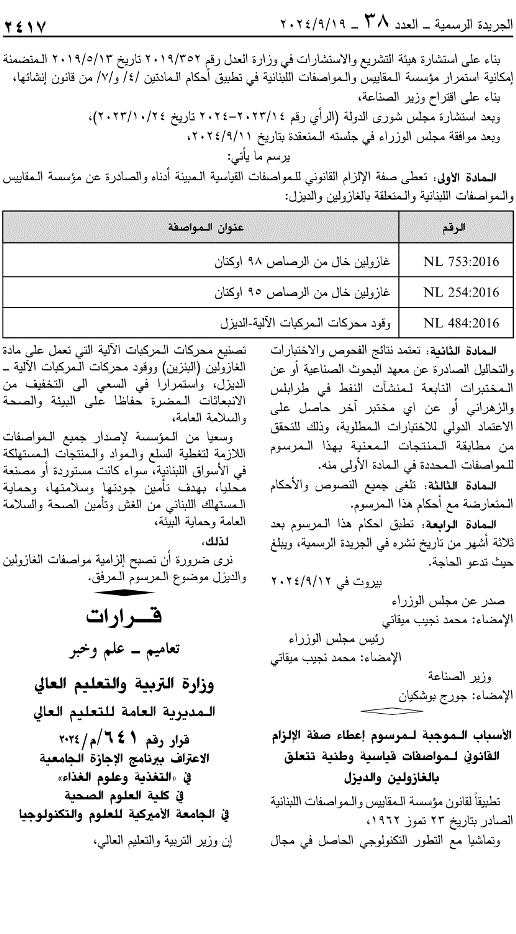 الجريدة الرسمية ــ العدد ٣٨ ــ ٢٠٢٤/٩/١٩
٢٤١٧
بناء على استشارة هيئة التشريع والاستشارات في وزارة العدل رقم ٢٠١٩/٣٥٢ تاريخ ٢٠١٩/٥/١٣ المتضمنة
إمكانية استمرار مؤسسة المقاييس والمواصفات اللبنانية في تطبيق أحكام المادتين /٤/ و/٧/ من قانون إنشائها،
بناء على اقتراح وزير الصناعة،
وبعد استشارة مجلس شورى الدولة (الرأي رقم ٢٠٢٣/١٤-٢٠٢٤ تاريخ ٢٠٢٣/١٠/٢٤)،
وبعد موافقة مجلس الوزراء في جلسته المنعقدة بتاريخ ٢٠٢٤/٩/١١،
يرسم ما يأتي:
المادة الأولى: تعطى صفة الإلزام القانوني للمواصفات القياسية المبينة أدناه والصادرة عن مؤسسة المقاييس
والمواصفات اللبنانية والمتعلقة بالغازولين والديزل:
الرقم
عنوان المواصفة
NL 753:2016
غازولين خال من الرصاص ٩٨ اوكتان
NL 254:2016
غازولين خال من الرصاص ٩٥ اوكتان
NL 484:2016
وقود محركات المركبات الآلية-الديزل
المادة الثانية: تعتمد نتائج الفحوص والاختبارات
والتحاليل الصادرة عن معهد البحوث الصناعية أو عن
المختبرات التابعة لمنشآت النفط في طرابلس
والزهراني أو عن اي مختبر آخر حاصل على
الاعتماد الدولي للاختبارات المطلوبة، وذلك للتحقق
من مطابقة المنتجات المعنية بهذا المرسوم
للمواصفات المحددة في المادة الأولى منه.
المادة الثالثة: تلغى جميع النصوص والأحكام
المتعارضة مع أحكام هذا المرسوم.
المادة الرابعة: تطبق احكام هذا المرسوم بعد
ثلاثة أشهر من تاريخ نشره في الجريدة الرسمية، ويبلغ
حيث تدعو الحاجة.
بيروت في ٢٠٢٤/٩/١٢
صدر عن مجلس الوزراء
الإمضاء: محمد نجيب ميقاتي
رئيس مجلس الوزراء
الإمضاء: محمد نجيب ميقاتي
وزير الصناعة
الإمضاء: جورج بوشكيان
الأسباب الموجبة لمرسوم إعطاء صفة الإلزام
القانوني لمواصفات قياسية وطنية تتعلق
بالغازولين والديزل
تطبيقاً لقانون مؤسسة المقاييس والمواصفات اللبنانية
الصادر بتاريخ ٢٣ تموز ١٩٦٢،
وتماشيا مع التطور التكنولوجي الحاصل في مجال
تصنيع محركات المركبات الآلية التي تعمل على مادة
الغازولين (البنزين) ووقود محركات المركبات الآلية ــ
الديزل، واستمرارا في السعي الى التخفيف من
الانبعاثات المضرة حفاظا على البيئة والصحة
والسلامة العامة،
وسعيا من المؤسسة لإصدار جميع المواصفات
اللازمة لتغطية السلع والمواد والمنتجات المستهلكة
في الأسواق اللبنانية، سواء كانت مستوردة أو مصنعة
محليا، بهدف تأمين جودتها وسلامتها، وحماية
المستهلك اللبناني من الغش وتأمين الصحة والسلامة
العامة وحماية البيئة،
لذلك،
نرى ضرورة أن تصبح إلزامية مواصفات الغازولين
والديزل موضوع المرسوم المرفق.
قرارات
تعاميم ــ علم وخبر
وزارة التربية والتعليم العالي
المديرية العامة للتعليم العالي
قرار رقم ٦٤١/م/٢٠٢٤
الاعتراف ببرنامج الإجازة الجامعية
في «التغذية وعلوم الغذاء»
في كلية العلوم الصحية
في الجامعة الأميركية للعلوم والتكنولوجيا
إن وزير التربية والتعليم العالي،